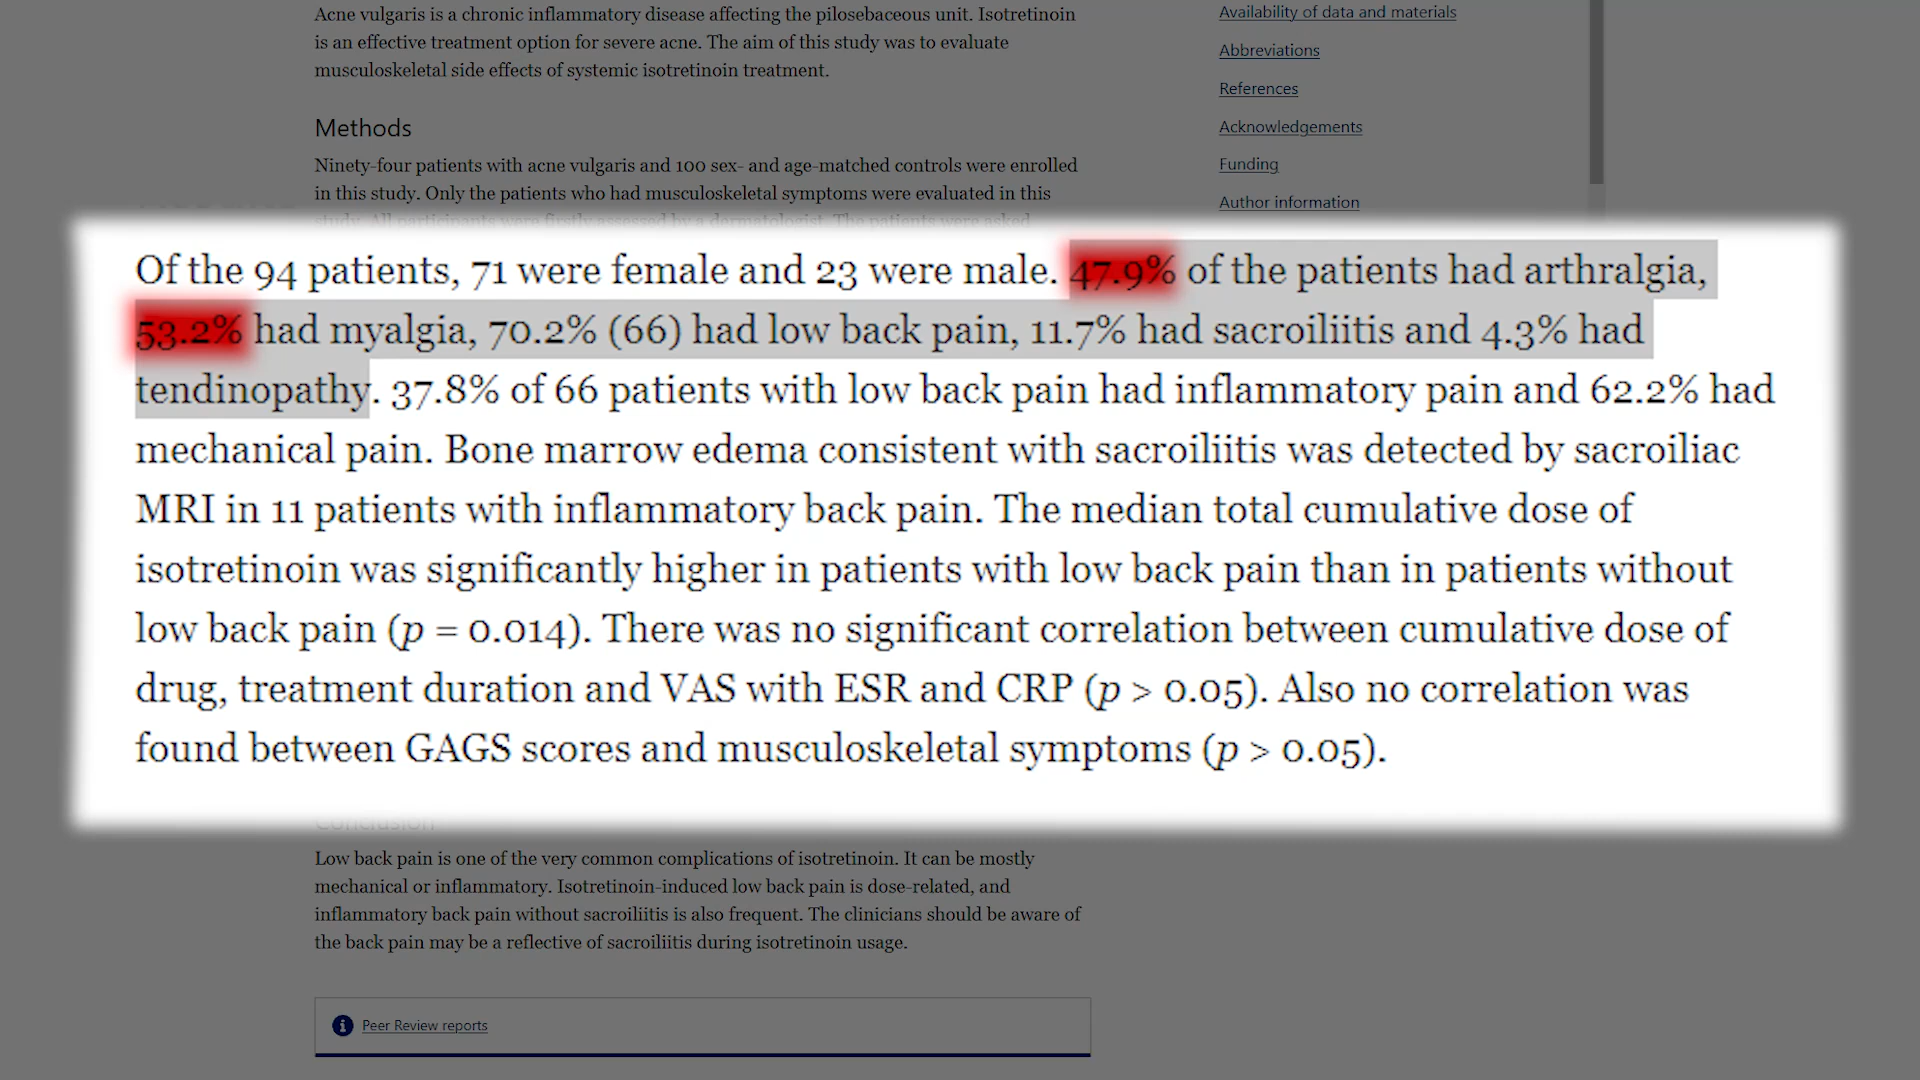 Acne vulgaris is a chronic inflammatory disease affecting the pilosebaceous unit. Isotretinoin
is an effective treatment option for severe acne. The aim of this study was to evaluate
musculoskeletal side effects of systemic isotretinoin treatment.
Methods
Ninety-four patients with acne vulgaris and 100 sex- and age-matched controls were enrolled
in this study. Only the patients who had musculoskeletal symptoms were evaluated in this
study. All participants were firstly assessed by a dermatologist. The patients were asked
Of the 94 patients, 71 were female and 23 were male. 47.9% of the patients had arthralgia,
53.2% had myalgia, 70.2% (66) had low back pain, 11.7% had sacroiliitis and 4.3% had
tendinopathy. 37.8% of 66 patients with low back pain had inflammatory pain and 62.2% had
mechanical pain. Bone marrow edema consistent with sacroiliitis was detected by sacroiliac
MRI in 11 patients with inflammatory back pain. The median total cumulative dose of
isotretinoin was significantly higher in patients with low back pain than in patients without
low back pain (p = 0.014). There was no significant correlation between cumulative dose of
drug, treatment duration and VAS with ESR and CRP (p > 0.05). Also no correlation was
found between GAGS scores and musculoskeletal symptoms (p > 0.05).
Conclusion
Low back pain is one of the very common complications of isotretinoin. It can be mostly
mechanical or inflammatory. Isotretinoin-induced low back pain is dose-related, and
inflammatory back pain without sacroiliitis is also frequent. The clinicians should be aware of
the back pain may be a reflective of sacroiliitis during isotretinoin usage.
Peer Review reports
Availability of data and materials
Abbreviations
References
Acknowledgements
Funding
Author information